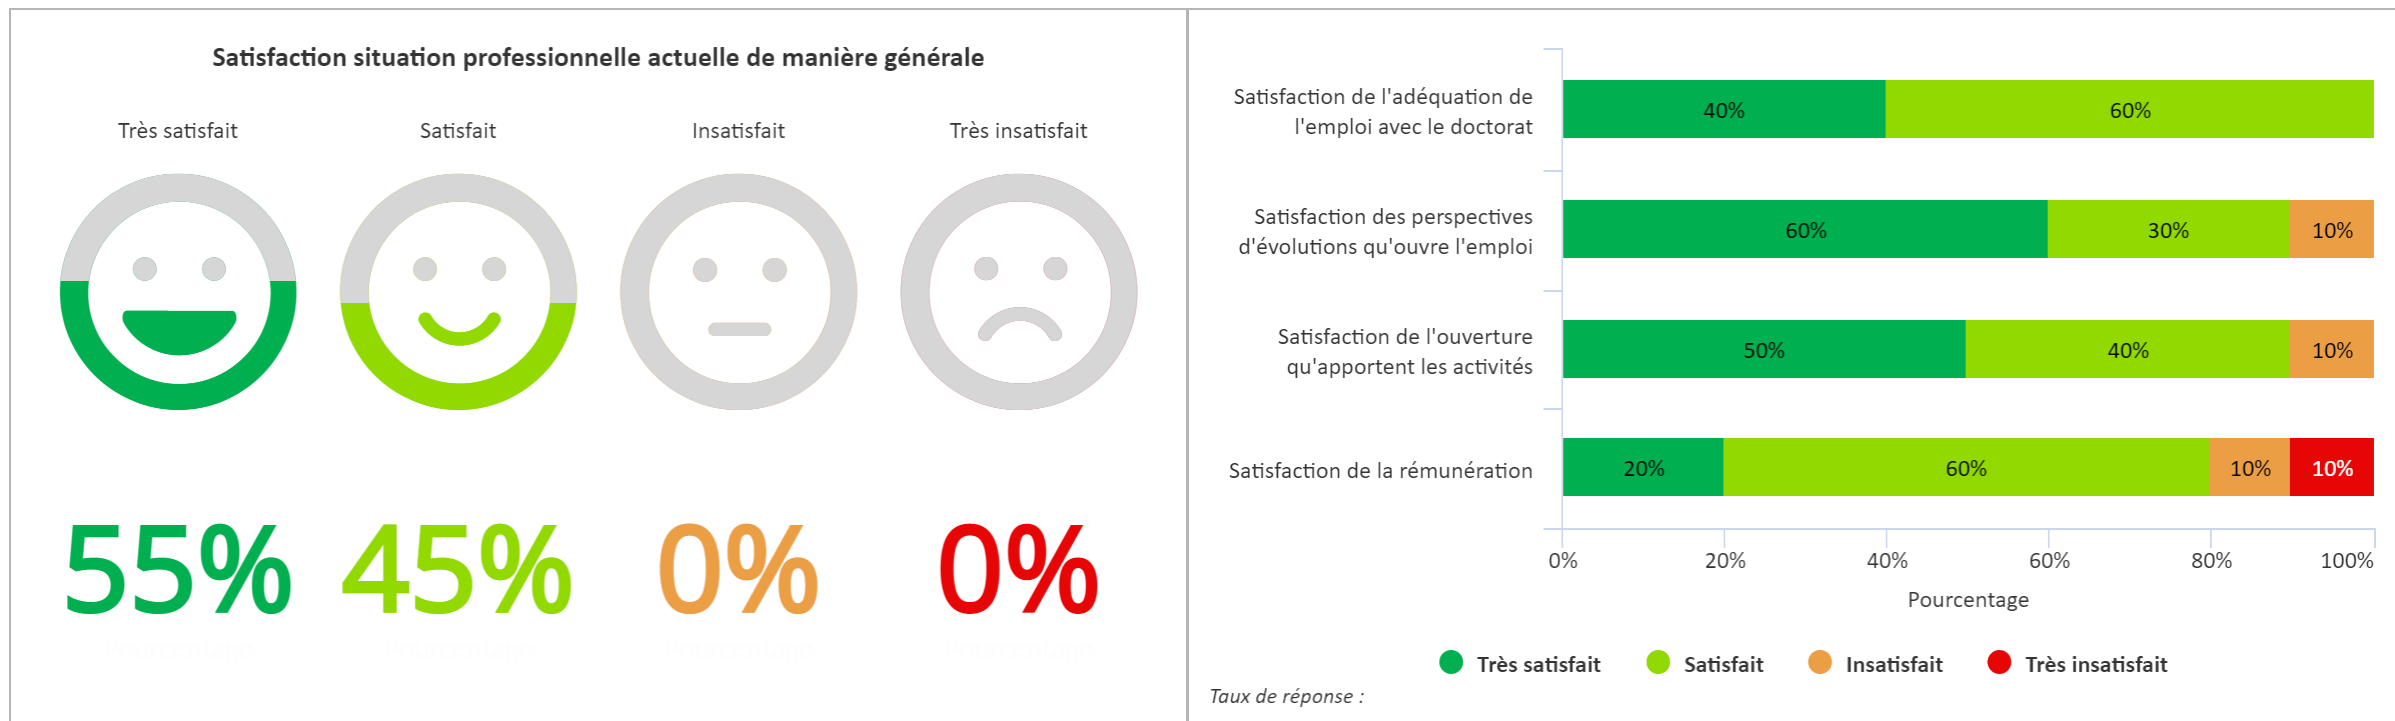 Satisfaction situation professionnelle actuelle de manière générale
Très satisfait
Satisfait
Insatisfait
Très insatisfait
55%
45%
0%
0%
Satisfaction de l'adéquation de
l'emploi avec le doctorat
40%
60%
Satisfaction des perspectives
d'évolutions qu'ouvre l'emploi
60%
30%
10%
Satisfaction de l'ouverture
qu'apportent les activités
50%
40%
10%
Satisfaction de la rémunération
20%
60%
10%
10%
0%
20%
40%
60%
80%
100%
Pourcentage
Très satisfait
Satisfait
Insatisfait
Très insatisfait
Taux de réponse :